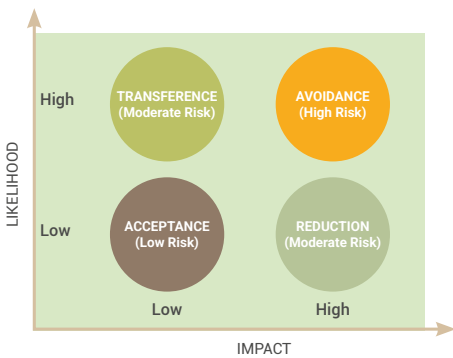 LIKELIHOOD
High
TRANSFERENCE
(Moderate Risk)
AVOIDANCE
(High Risk)
Low
ACCEPTANCE
(Low Risk)
REDUCTION
(Moderate Risk)
Low
High
IMPACT